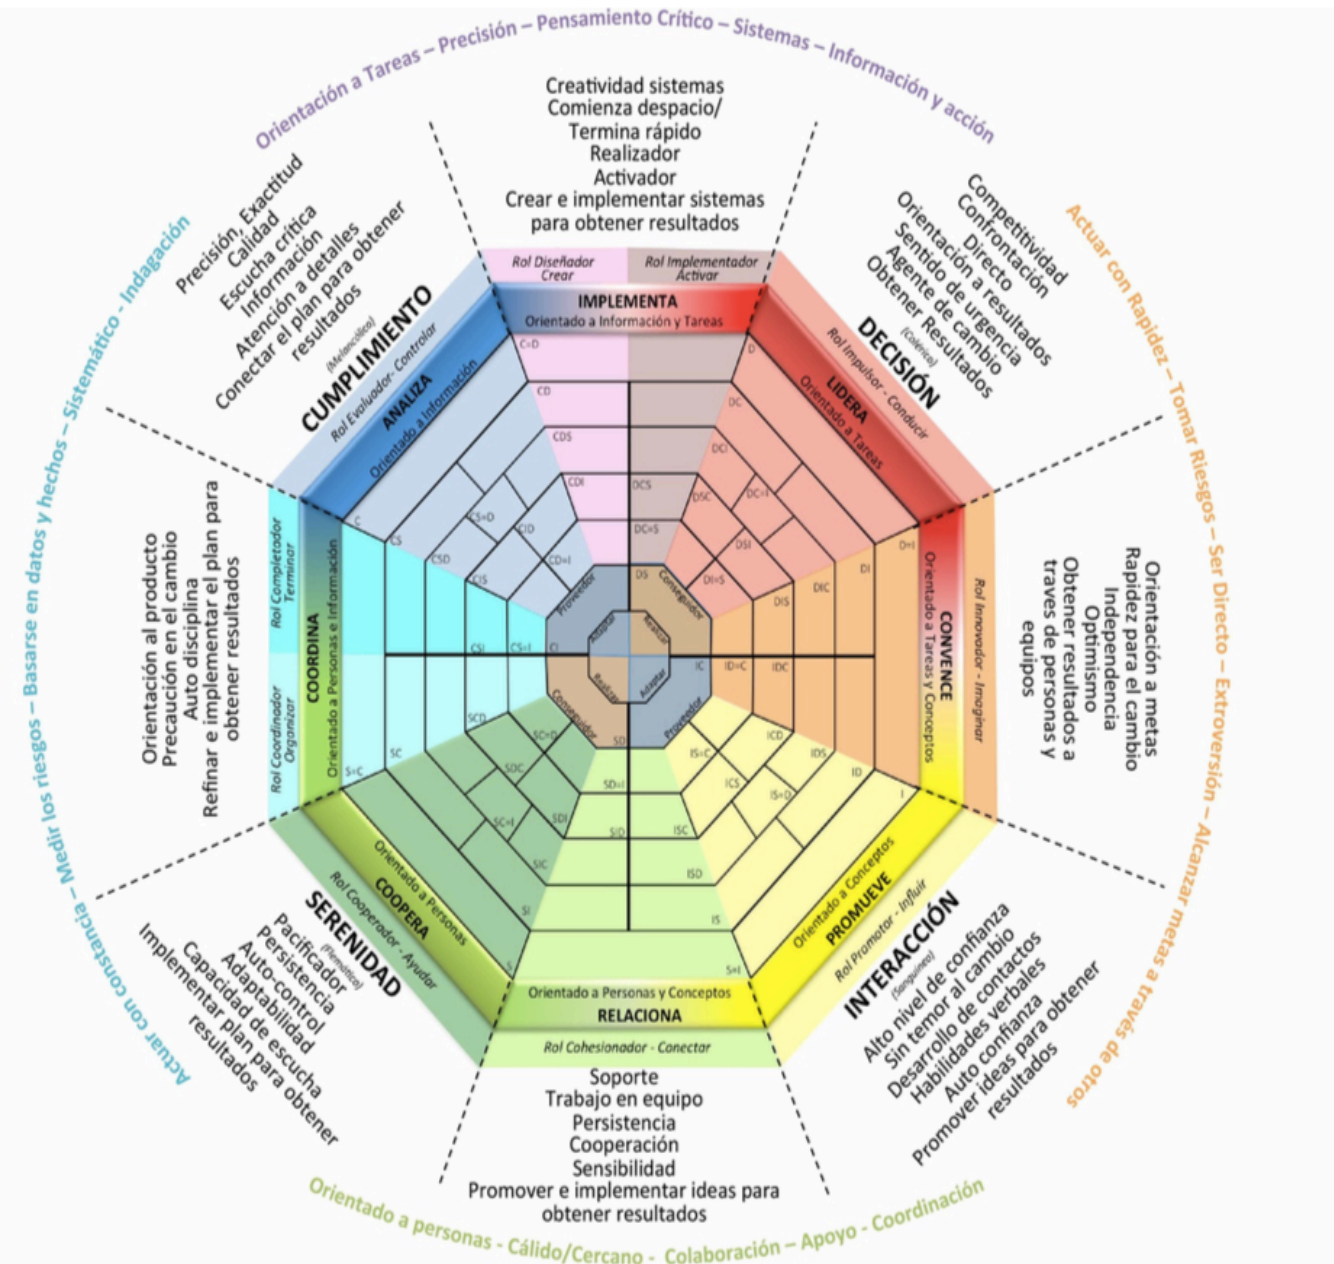 Orientación a Tareas – Precisión – Pensamiento Crítico – Sistemas – Información y acción
Creatividad sistemas
Comienza despacio/
Termina rápido
Realizador
Activador
Crear e implementar sistemas
para obtener resultados
Rol Diseñador
Crear
Rol Implementador
Activar
IMPLEMENTA
Orientado a Información y Tareas
Competitividad
Confrontación
Directo
Orientación a resultados
Sentido de urgencia
Agente de cambio
Obtener Resultados
DECISIÓN
(Colérico)
Rol Impulsor - Conducir
LIDERA
Orientado a Tareas
Actuar con Rapidez – Tomar Riesgos – Ser Directo – Extroversión – Alcanzar metas a través de otros
Orientación a metas
Rapidez para el cambio
Independencia
Optimismo
Obtener resultados a
traves de personas y
equipos
Rol Innovador - Imaginar
CONVENCE
Orientado a Tareas y Conceptos
Alto nivel de confianza
Sin temor al cambio
Desarrollo de contactos
Habilidades verbales
Auto confianza
Promover ideas para obtener
resultados
INTERACCIÓN
(Sanguíneo)
Rol Promotor - Influir
PROMUEVE
Orientado a Conceptos
Orientado a Personas y Conceptos
RELACIONA
Rol Cohesionador - Conectar
Soporte
Trabajo en equipo
Persistencia
Cooperación
Sensibilidad
Promover e implementar ideas para
obtener resultados
Orientado a personas - Cálido/Cercano - Colaboración – Apoyo - Coordinación
Pacificador
Persistencia
Auto-control
Adaptabilidad
Capacidad de escucha
Implementar plan para obtener
resultados
SERENIDAD
(Flemático)
Rol Cooperador - Ayudar
COOPERA
Orientado a Personas
Orientación al producto
Precaución en el cambio
Auto disciplina
Refinar e implementar el plan para
obtener resultados
Rol Completador
Terminar
Rol Coordinador
Organizar
COORDINA
Orientado a Personas e Información
Actuar con constancia – Medir los riesgos – Basarse en datos y hechos – Sistemático - Indagación
Precisión, Exactitud
Calidad
Escucha crítica
Información
Atención a detalles
Conectar el plan para obtener
resultados
CUMPLIMIENTO
(Melancólico)
Rol Evaluador- Controlar
ANALIZA
Orientado a Información
C=D
CD
CDS
CDI
DCS
DC=S
DS
D
DC
DCI
DSC
DC=I
DSI
DI=S
D=I
DI
DIC
DIS
IC
ID=C
IDC
I
ID
IDS
ICD
IS=D
ICS
IS=C
S=I
IS
ISD
ISC
SID
SD=I
SD
S
SI
SIC
SC=I
SDI
SDC
SC=D
S=C
SC
SCD
CSI
CS=I
CI
C
CS
CSD
CIS
CS=D
CID
CD=I
Proveedor
Conseguidor
Conseguidor
Proveedor
Adaptar
Realizar
Realizar
Adaptar